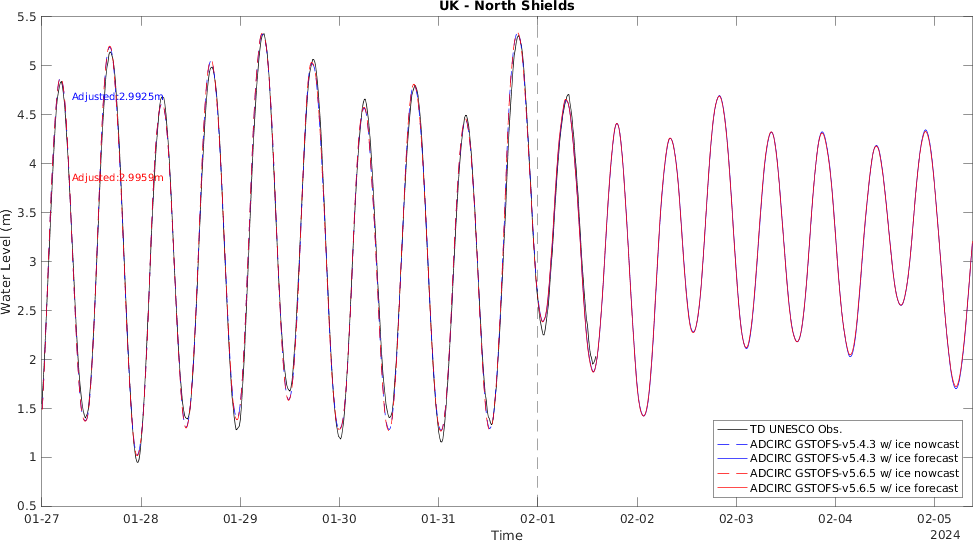 UK - North Shields
5.5
5
4.5
4
3.5
3
2.5
2
1.5
1
0.5
Water Level (m)
Adjusted:2.9925m
Adjusted:2.9959m
TD UNESCO Obs.
ADCIRC GSTOFS-v5.4.3 w/ ice nowcast
ADCIRC GSTOFS-v5.4.3 w/ ice forecast
ADCIRC GSTOFS-v5.6.5 w/ ice nowcast
ADCIRC GSTOFS-v5.6.5 w/ ice forecast
01-27 01-28 01-29 01-30 01-31 02-01 02-02 02-03 02-04 02-05
Time
2024